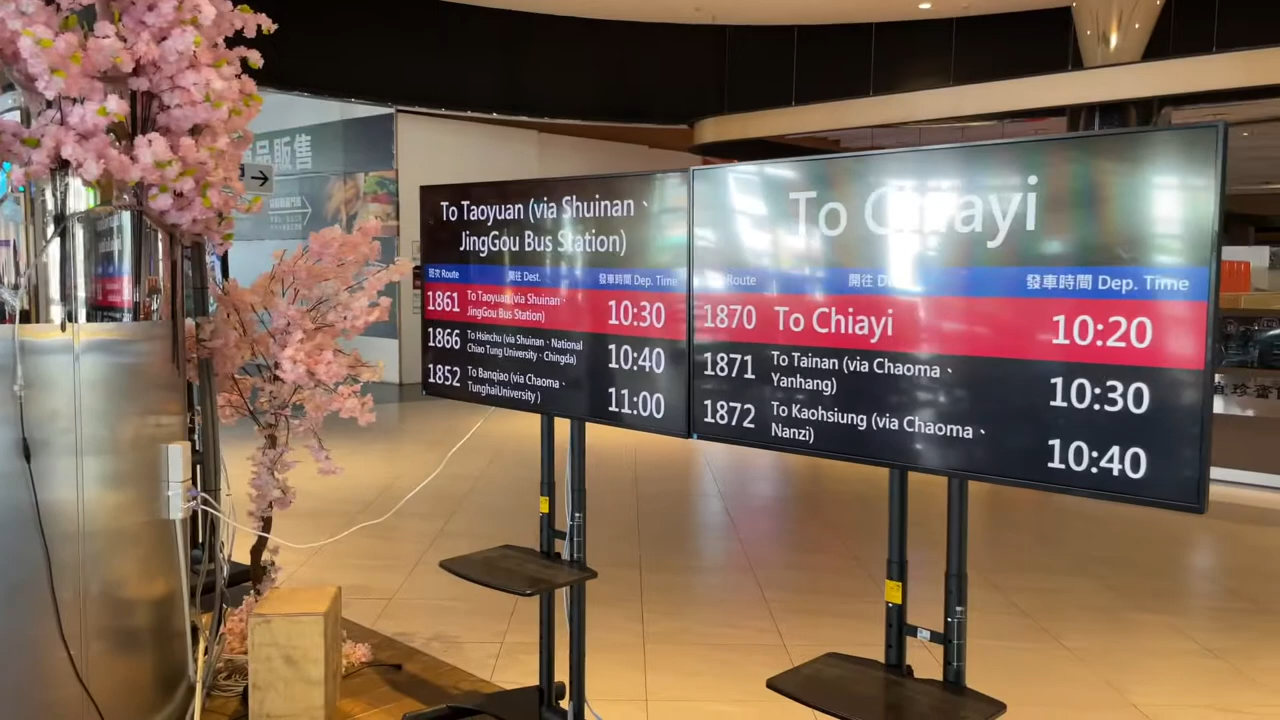 品販售
To Taoyuan (via Shuinan、
JingGou Bus Station)
班次 Route 開往 Dest. 發車時間 Dep. Time
1861 To Taoyuan (via Shuinan、
JingGou Bus Station) 10:30
1866 To Hsinchu (via Shuinan、National
Chiao Tung University、Chingda) 10:40
1852 To Banqiao (via Chaoma、
TunghaiUniversity ) 11:00
To Chiayi
Route 開往 發車時間 Dep. Time
1870 To Chiayi 10:20
1871 To Tainan (via Chaoma、
Yanhang) 10:30
1872 To Kaohsiung (via Chaoma、
Nanzi) 10:40